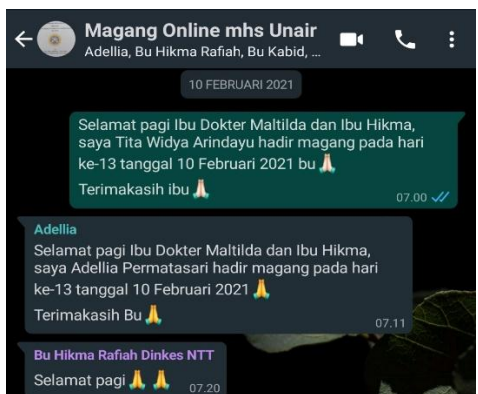 Magang Online mhs Unair
Adellia, Bu Hikma Rafiah, Bu Kabid, ...
10 FEBRUARI 2021
Selamat pagi Ibu Dokter Maltilda dan Ibu Hikma,
saya Tita Widya Arindayu hadir magang pada hari
ke-13 tanggal 10 Februari 2021 bu 🙏🏻
Terimakasih ibu 🙏🏻
07.00
Adellia
Selamat pagi Ibu Dokter Maltilda dan Ibu Hikma,
saya Adellia Permatasari hadir magang pada hari
ke-13 tanggal 10 Februari 2021 🙏
Terimakasih Bu 🙏
07.11
Bu Hikma Rafiah Dinkes NTT
Selamat pagi 🙏 🙏
07.20